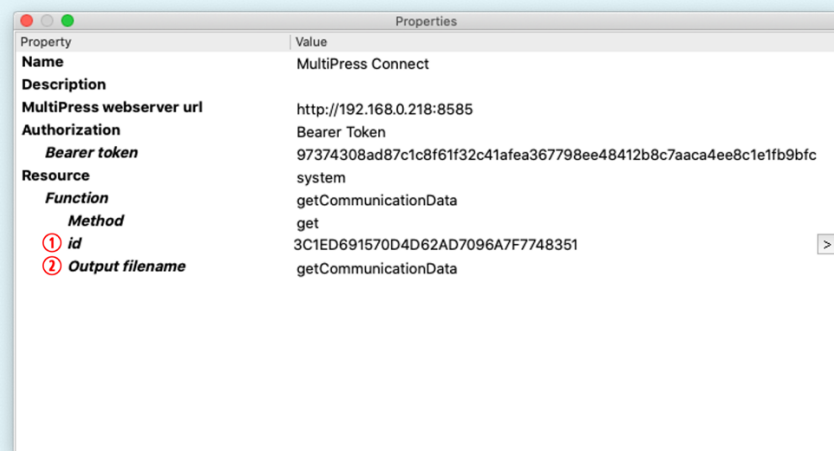 Properties
Property Value
Name MultiPress Connect
Description
MultiPress webserver url http://192.168.0.218:8585
Authorization Bearer Token
Bearer token 97374308ad87c1c8f61f32c41afea367798ee48412b8c7aaca4ee8c1e1fb9bfc
Resource system
Function getCommunicationData
Method get
① id 3C1ED691570D4D62AD7096A7F7748351 >
② Output filename getCommunicationData